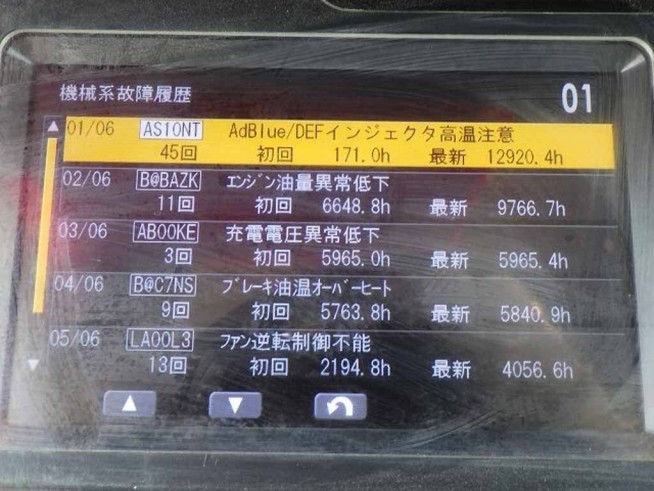 機械系故障履歴 01
01/06 AS10NT AdBlue/DEFインジェクタ高温注意
45回 初回 171.0h 最新 12920.4h
02/06 B@BAZK エンジン油量異常低下
11回 初回 6648.8h 最新 9766.7h
03/06 AB00KE 充電電圧異常低下
3回 初回 5965.0h 最新 5965.4h
04/06 B@C7NS ブレーキ油温オーバーヒート
9回 初回 5763.8h 最新 5840.9h
05/06 LA00L3 ファン逆転制御不能
13回 初回 2194.8h 最新 4056.6h